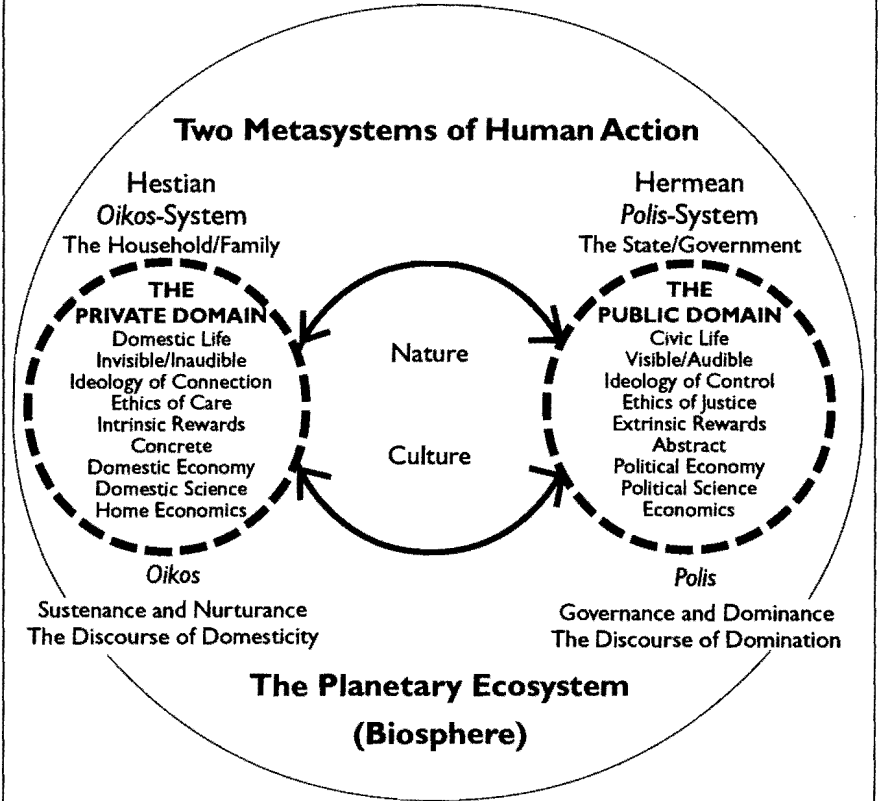 Two Metasystems of Human Action
Hestian
Oikos-System
The Household/Family
THE
PRIVATE DOMAIN
Domestic Life
Invisible/Inaudible
Ideology of Connection
Ethics of Care
Intrinsic Rewards
Concrete
Domestic Economy
Domestic Science
Home Economics
Oikos
Sustenance and Nurturance
The Discourse of Domesticity
Nature
Culture
Hermean
Polis-System
The State/Government
THE
PUBLIC DOMAIN
Civic Life
Visible/Audible
Ideology of Control
Ethics of Justice
Extrinsic Rewards
Abstract
Political Economy
Political Science
Economics
Polis
Governance and Dominance
The Discourse of Domination
The Planetary Ecosystem
(Biosphere)